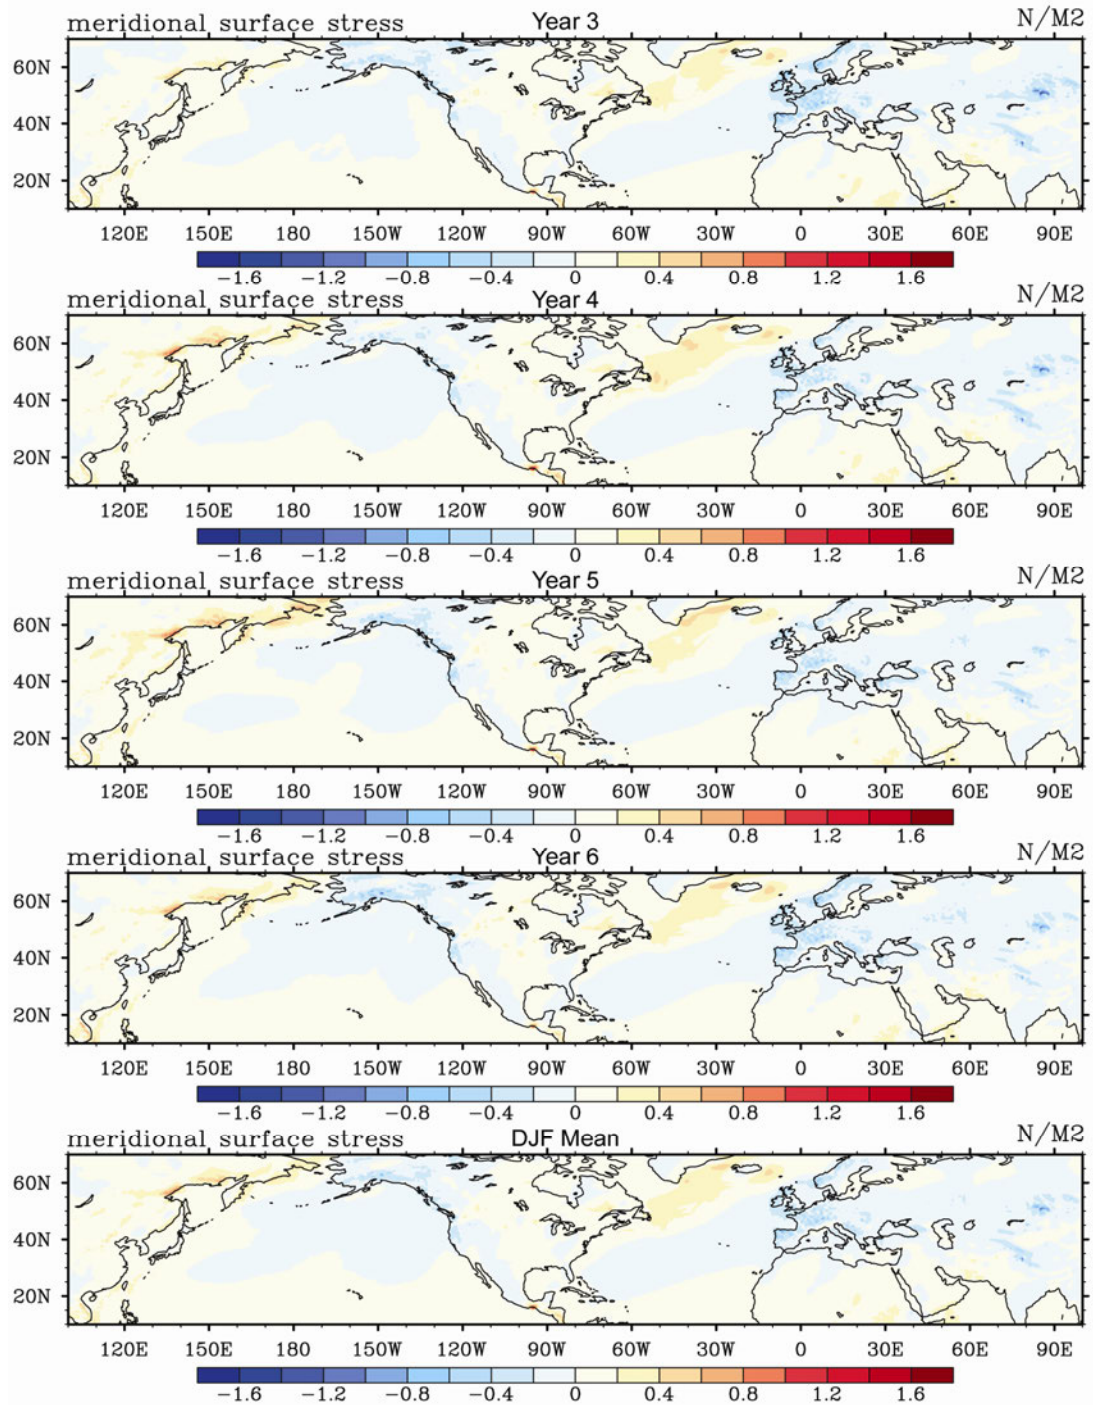 meridional surface stress Year 3 N/M2
60N
40N
20N
120E 150E 180 150W 120W 90W 60W 30W 0 30E 60E 90E
−1.6 −1.2 −0.8 −0.4 0 0.4 0.8 1.2 1.6
meridional surface stress Year 4 N/M2
60N
40N
20N
120E 150E 180 150W 120W 90W 60W 30W 0 30E 60E 90E
−1.6 −1.2 −0.8 −0.4 0 0.4 0.8 1.2 1.6
meridional surface stress Year 5 N/M2
60N
40N
20N
120E 150E 180 150W 120W 90W 60W 30W 0 30E 60E 90E
−1.6 −1.2 −0.8 −0.4 0 0.4 0.8 1.2 1.6
meridional surface stress Year 6 N/M2
60N
40N
20N
120E 150E 180 150W 120W 90W 60W 30W 0 30E 60E 90E
−1.6 −1.2 −0.8 −0.4 0 0.4 0.8 1.2 1.6
meridional surface stress DJF Mean N/M2
60N
40N
20N
120E 150E 180 150W 120W 90W 60W 30W 0 30E 60E 90E
−1.6 −1.2 −0.8 −0.4 0 0.4 0.8 1.2 1.6